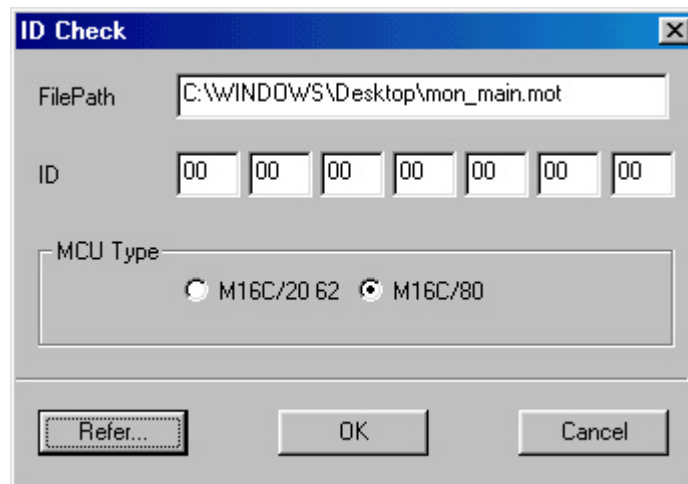 ID Check
FilePath C:\WINDOWS\Desktop\mon_main.mot
ID 00 00 00 00 00 00 00
MCU Type
M16C/20 62 M16C/80
Refer... OK Cancel